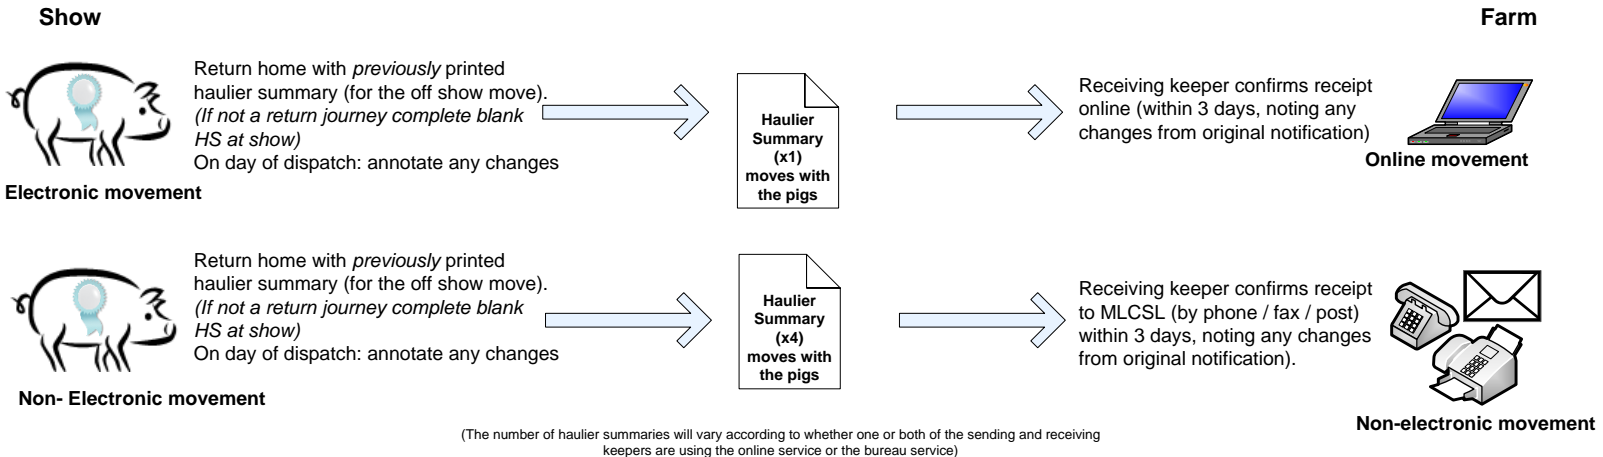 Show
Farm
Return home with previously printed
haulier summary (for the off show move).
(If not a return journey complete blank
HS at show)
On day of dispatch: annotate any changes
Electronic movement
Haulier
Summary
(x1)
moves with
the pigs
Receiving keeper confirms receipt
online (within 3 days, noting any
changes from original notification)
Online movement
Return home with previously printed
haulier summary (for the off show move).
(If not a return journey complete blank
HS at show)
On day of dispatch: annotate any changes
Non- Electronic movement
Haulier
Summary
(x4)
moves with
the pigs
Receiving keeper confirms receipt
to MLCSL (by phone / fax / post)
within 3 days, noting any changes
from original notification).
Non-electronic movement
(The number of haulier summaries will vary according to whether one or both of the sending and receiving
keepers are using the online service or the bureau service)